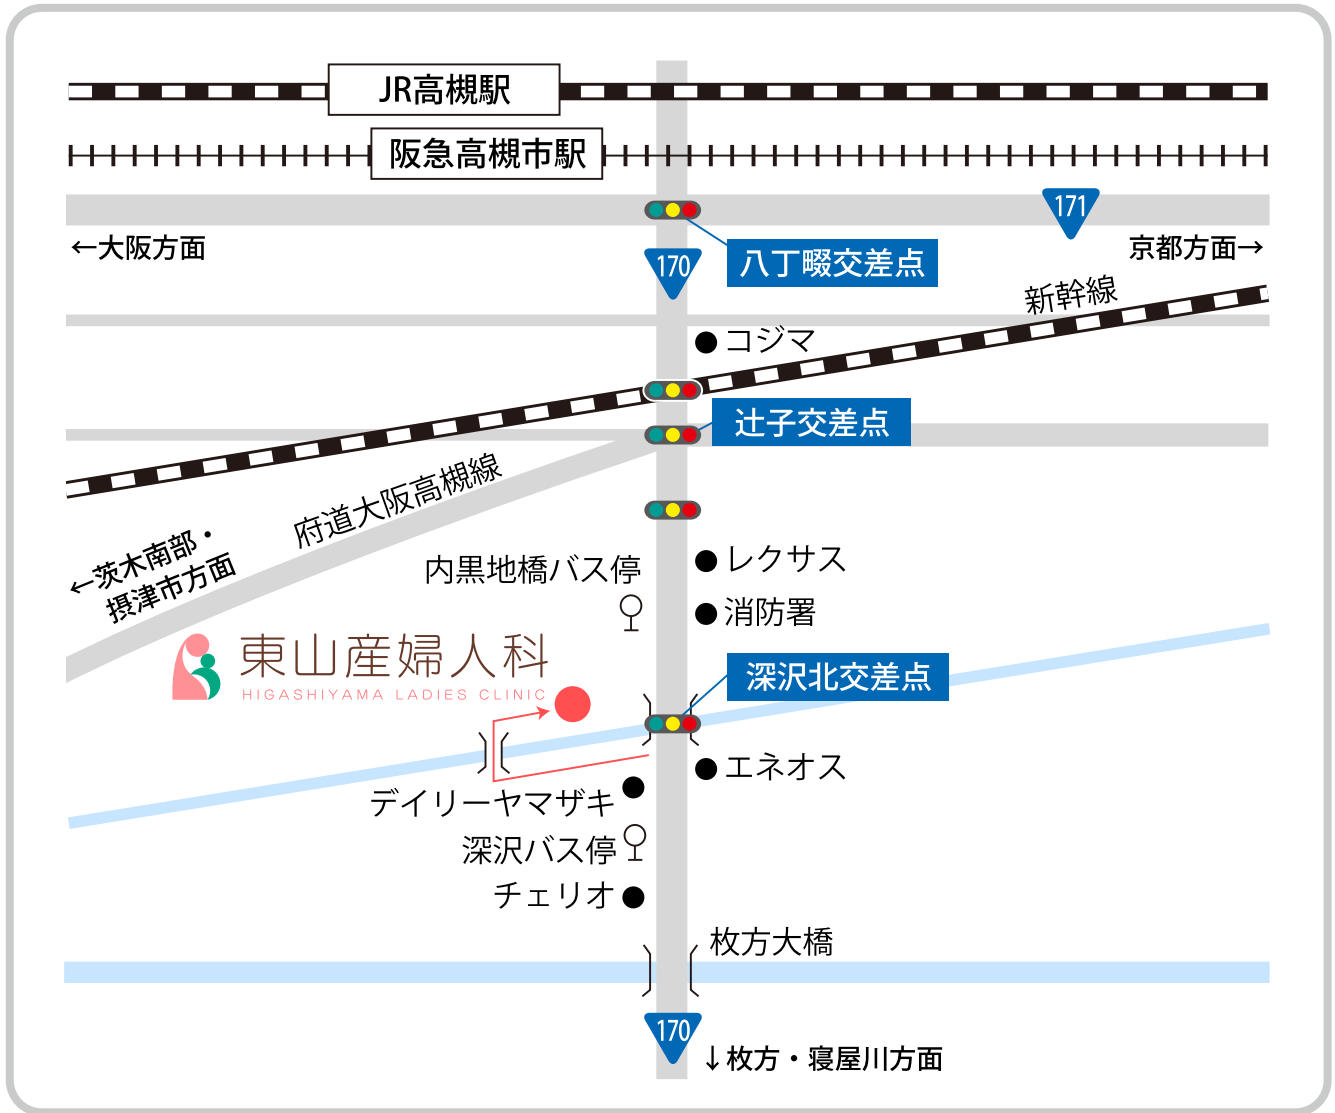 JR高槻駅
阪急高槻市駅
171
←大阪方面
京都方面→
八丁畷交差点
170
新幹線
コジマ
辻子交差点
府道大阪高槻線
←茨木南部・
摂津市方面
内黒地橋バス停
レクサス
消防署
東山産婦人科
HIGASHIYAMA LADIES CLINIC
深沢北交差点
エネオス
デイリーヤマザキ
深沢バス停
チェリオ
枚方大橋
170
↓枚方・寝屋川方面